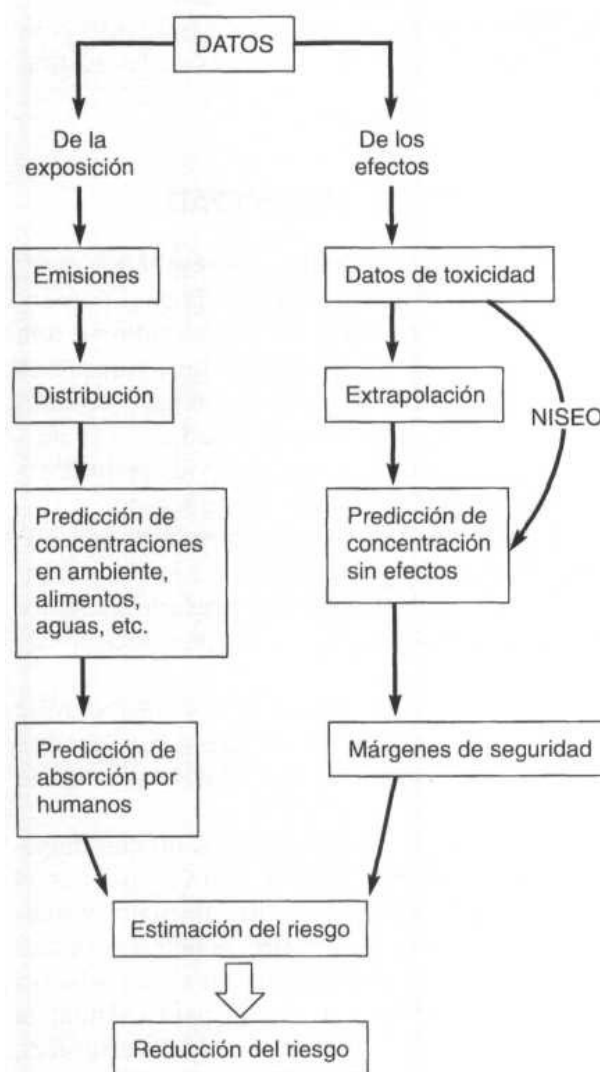 DATOS
De la
exposición
De los
efectos
Emisiones
Datos de toxicidad
Distribución
Extrapolación
NISEO
Predicción de
concentraciones
en ambiente,
alimentos,
aguas, etc.
Predicción de
concentración
sin efectos
Predicción de
absorción por
humanos
Márgenes de seguridad
Estimación del riesgo
Reducción del riesgo